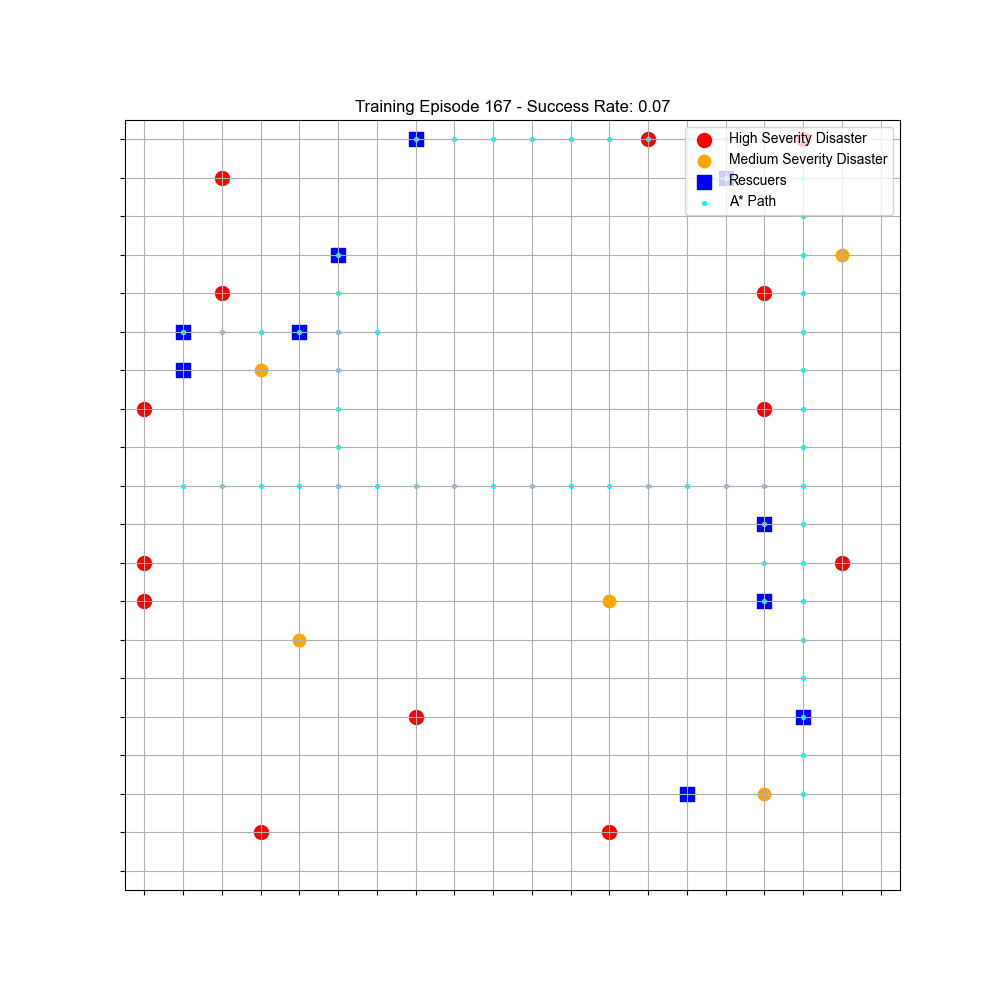 Training Episode 167 - Success Rate: 0.07
High Severity Disaster
Medium Severity Disaster
Rescuers
A* Path